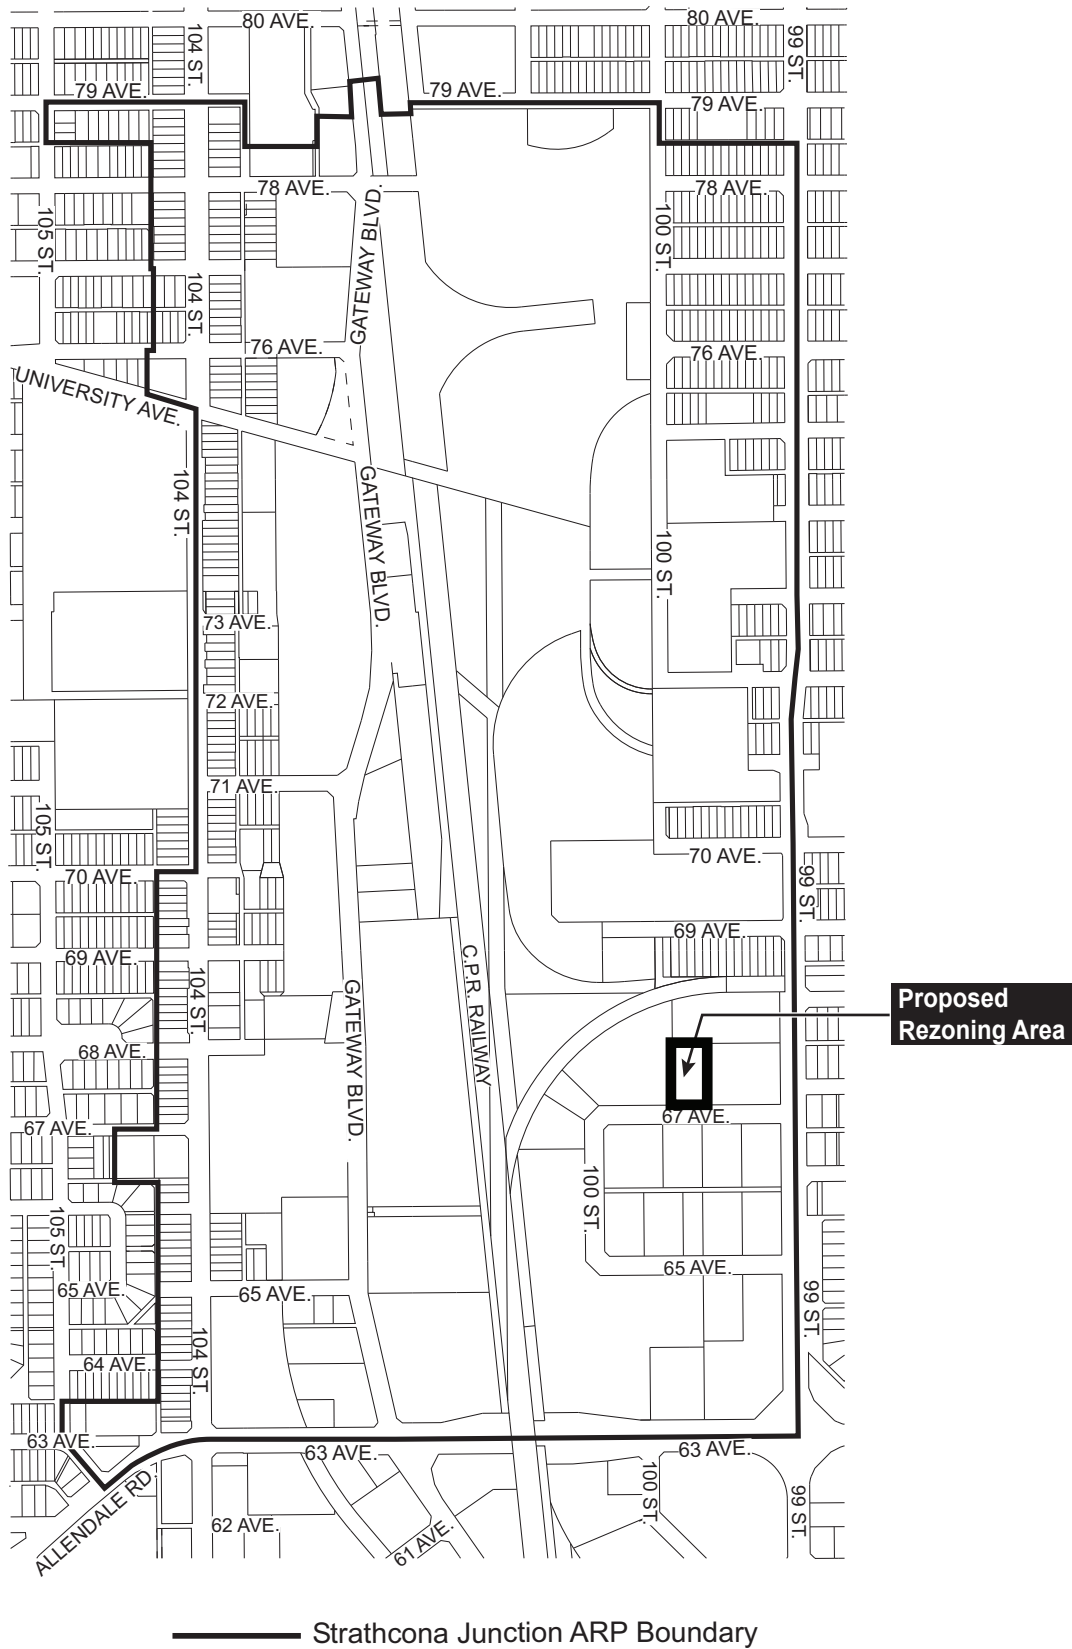 80 AVE.
80 AVE.
104 ST.
99 ST.
79 AVE.
79 AVE.
79 AVE.
78 AVE.
78 AVE.
105 ST.
100 ST.
GATEWAY BLVD.
104 ST.
76 AVE.
76 AVE.
UNIVERSITY AVE.
104 ST.
GATEWAY BLVD.
100 ST.
73 AVE.
72 AVE.
71 AVE.
105 ST.
70 AVE.
70 AVE.
99 ST.
69 AVE.
69 AVE.
C.P.R. RAILWAY
104 ST.
GATEWAY BLVD.
Proposed
Rezoning Area
68 AVE.
67 AVE.
67 AVE.
100 ST.
105 ST.
65 AVE.
65 AVE.
65 AVE.
99 ST.
104 ST.
64 AVE.
63 AVE.
63 AVE.
63 AVE.
100 ST.
99 ST.
ALLENDALE RD.
62 AVE.
61 AVE.
Strathcona Junction ARP Boundary